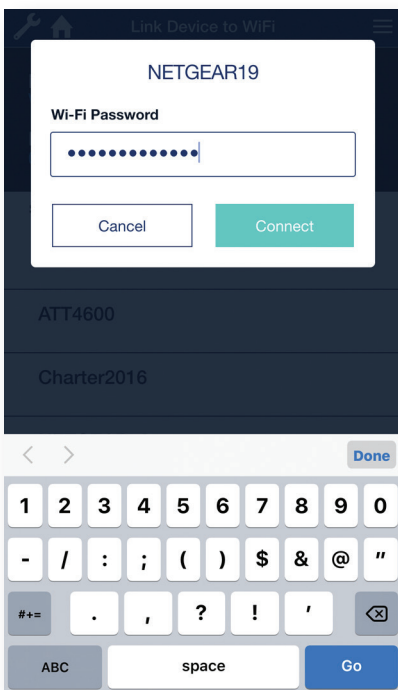 Link Device to WiFi
NETGEAR19
Wi-Fi Password
•••••••••••••
Cancel Connect
ATT4600
Charter2016
Done
1 2 3 4 5 6 7 8 9 0
- / : ; ( ) $ & @ "
#+= . , ? ! '
ABC space Go